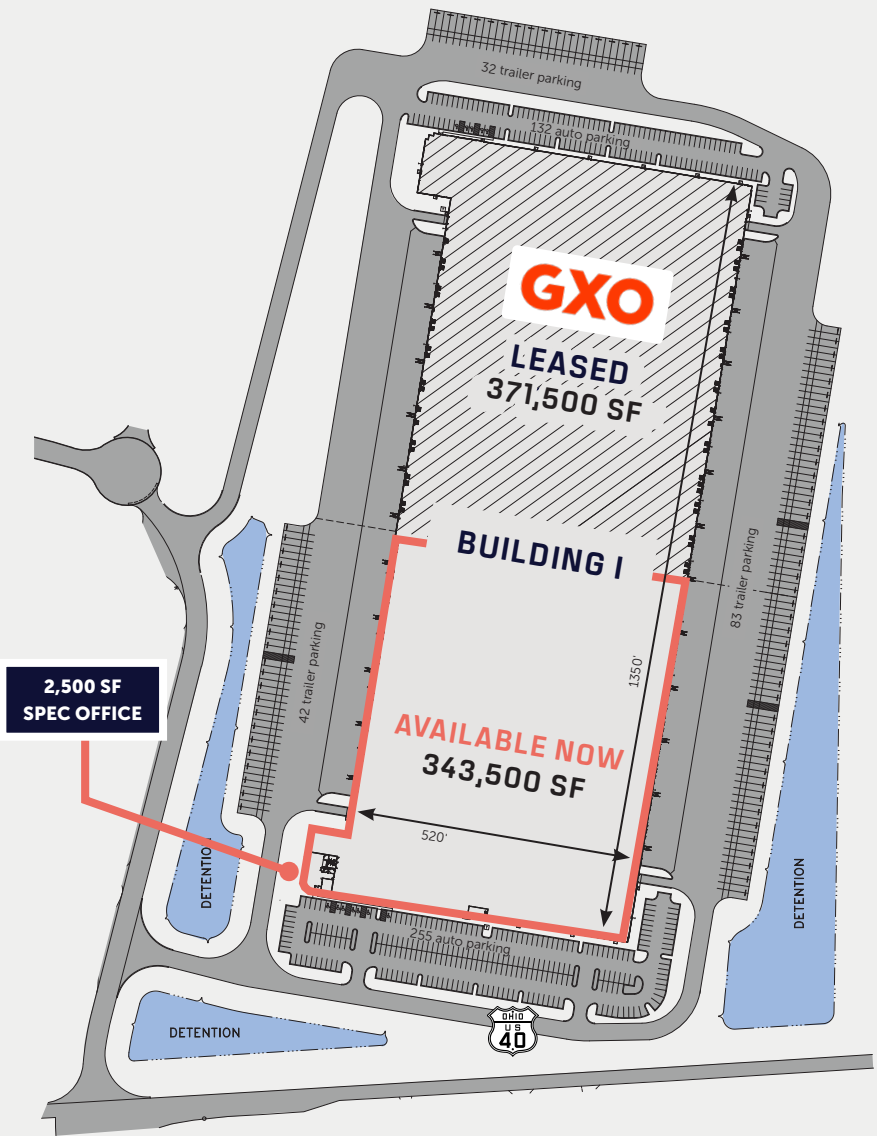 32 trailer parking
132 auto parking
GXO
LEASED
371,500 SF
BUILDING I
83 trailer parking
42 trailer parking
1350'
2,500 SF
SPEC OFFICE
AVAILABLE NOW
343,500 SF
520'
DETENTION
DETENTION
255 auto parking
OHIO
US
40
DETENTION